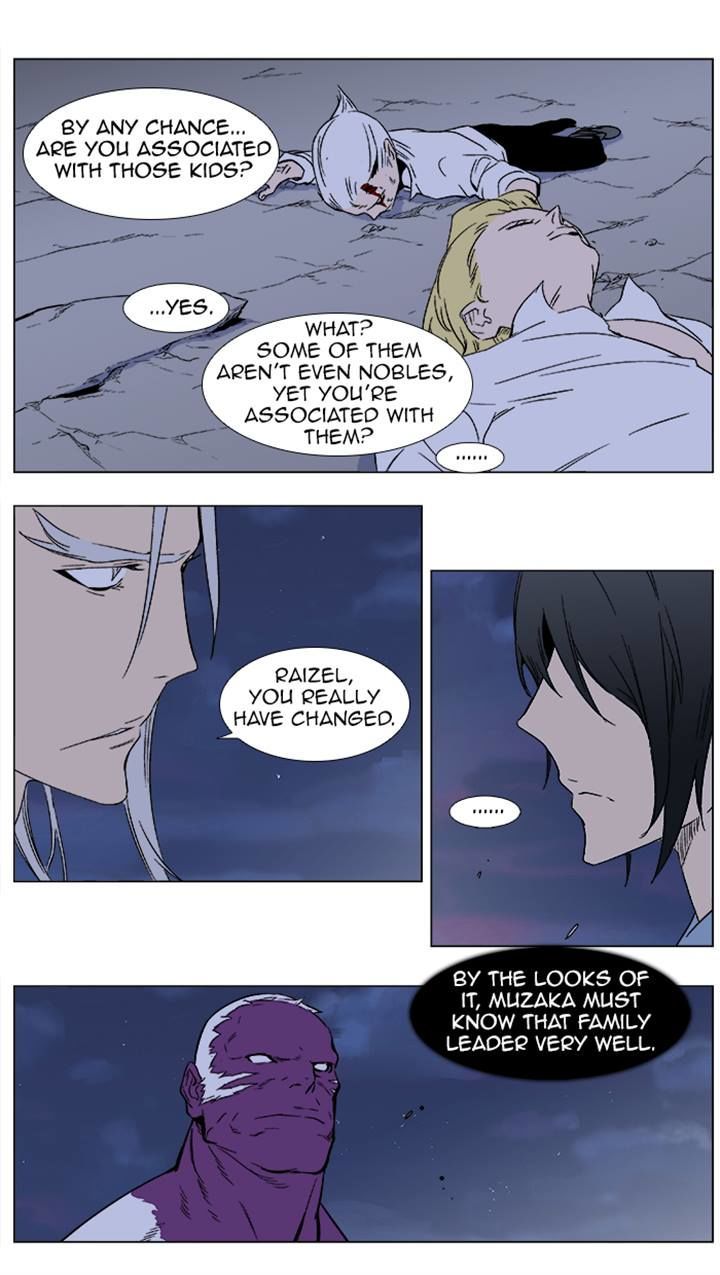 BY ANY CHANCE...
ARE YOU ASSOCIATED
WITH THOSE KIDS?
...YES.
WHAT?
SOME OF THEM
AREN'T EVEN NOBLES,
YET YOU'RE
ASSOCIATED WITH
THEM?
......
RAIZEL,
YOU REALLY
HAVE CHANGED.
......
BY THE LOOKS OF
IT, MUZAKA MUST
KNOW THAT FAMILY
LEADER VERY WELL.